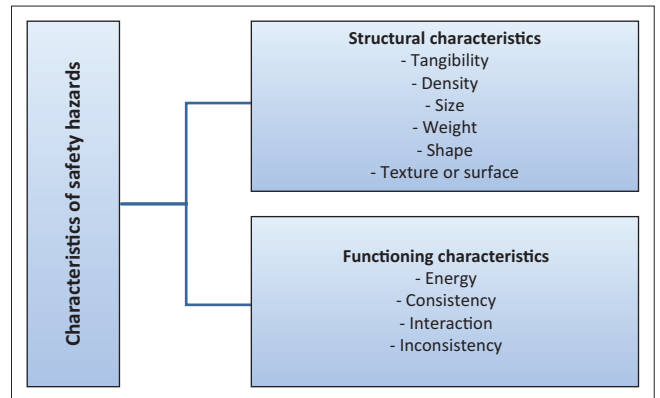 Characteristics of safety hazards
Structural characteristics
- Tangibility
- Density
- Size
- Weight
- Shape
- Texture or surface
Functioning characteristics
- Energy
- Consistency
- Interaction
- Inconsistency